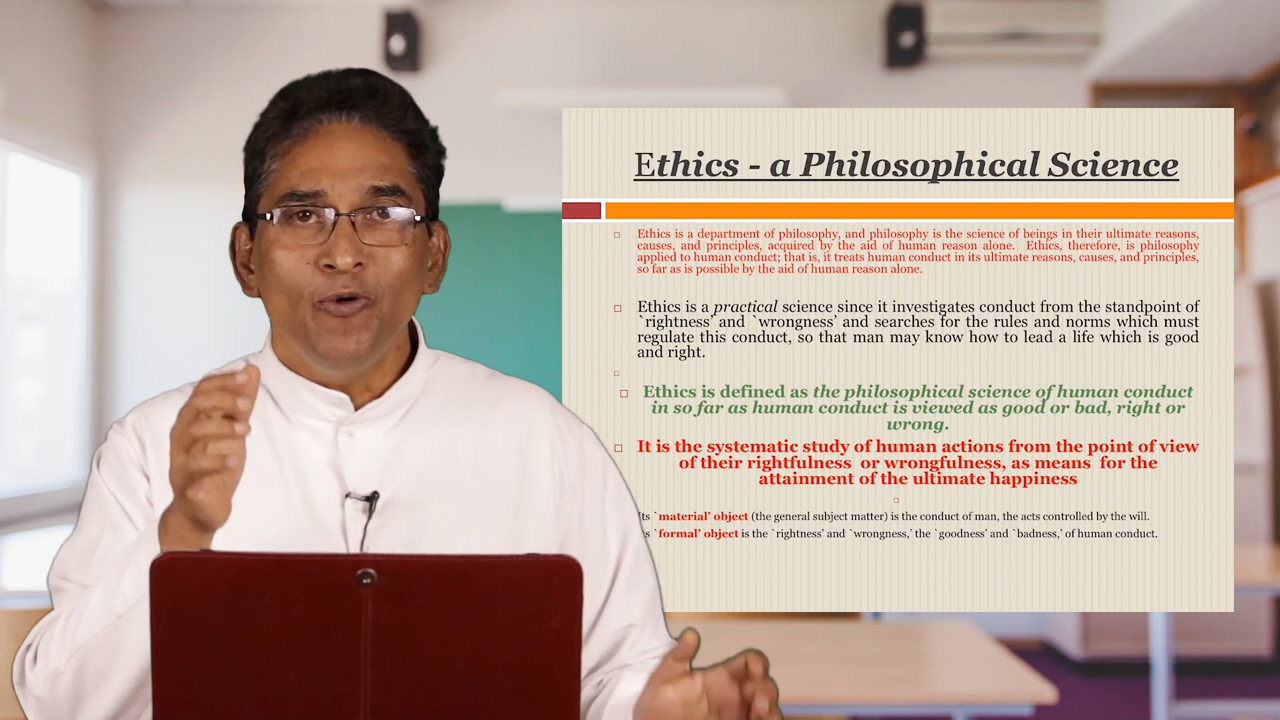 Ethics - a Philosophical Science
Ethics is a department of philosophy, and philosophy is the science of beings in their ultimate reasons,
causes, and principles, acquired by the aid of human reason alone. Ethics, therefore, is philosophy
applied to human conduct; that is, it treats human conduct in its ultimate reasons, causes, and principles,
so far as is possible by the aid of human reason alone.
Ethics is a practical science since it investigates conduct from the standpoint of
`rightness' and `wrongness' and searches for the rules and norms which must
regulate this conduct, so that man may know how to lead a life which is good
and right.
Ethics is defined as the philosophical science of human conduct
in so far as human conduct is viewed as good or bad, right or
wrong.
It is the systematic study of human actions from the point of view
of their rightfulness or wrongfulness, as means for the
attainment of the ultimate happiness
Its `material' object (the general subject matter) is the conduct of man, the acts controlled by the will.
`formal' object is the `rightness' and `wrongness,' the `goodness' and `badness,' of human conduct.